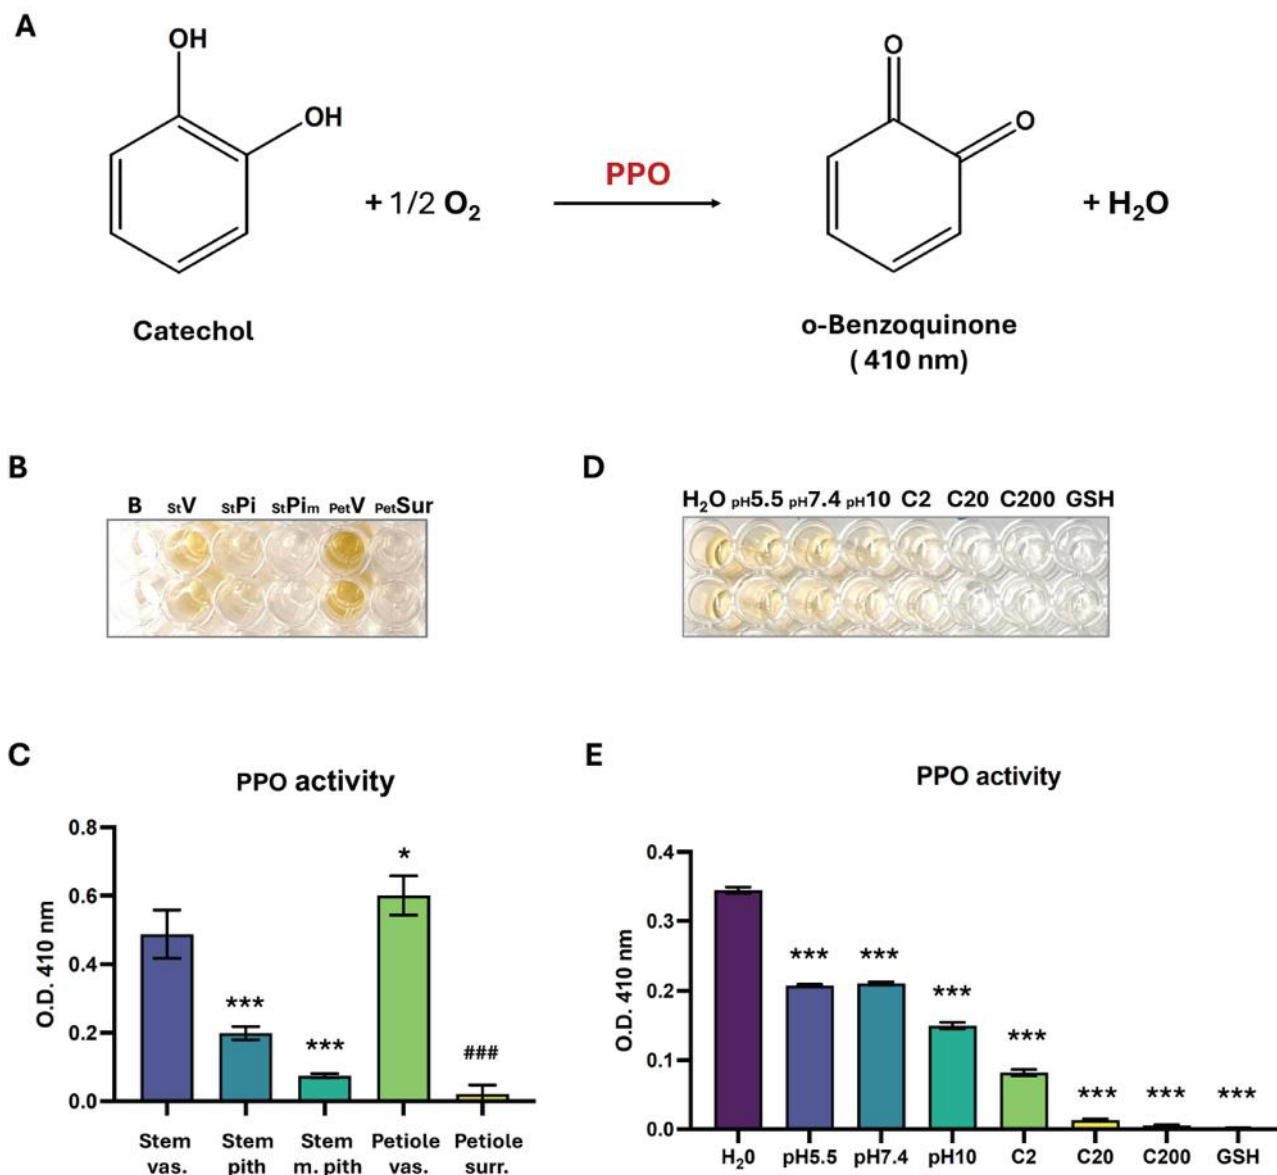 A
OH
OH
+ 1/2 O₂
PPO
O
O
+ H₂O
Catechol
o-Benzoquinone
( 410 nm)
B
B StV StPi StPim PetV PetSur
D
H₂O pH5.5 pH7.4 pH10 C2 C20 C200 GSH
C
PPO activity
O.D. 410 nm
0.8
0.6
0.4
0.2
0.0
***
***
*
###
Stem vas.
Stem pith
Stem m. pith
Petiole vas.
Petiole surr.
E
PPO activity
O.D. 410 nm
0.4
0.3
0.2
0.1
0.0
***
***
***
***
***
***
***
H₂0 pH5.5 pH7.4 pH10 C2 C20 C200 GSH